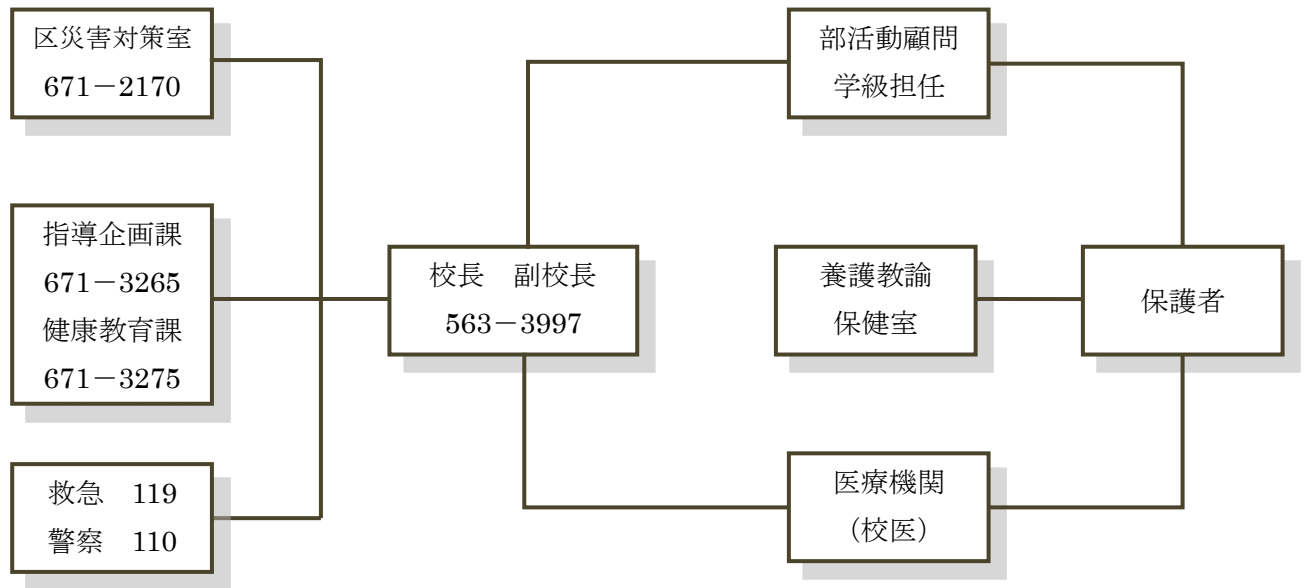 区災害対策室
671－2170
指導企画課
671－3265
健康教育課
671－3275
救急　119
警察　110
校長　副校長
563－3997
部活動顧問
学級担任
養護教諭
保健室
医療機関
（校医）
保護者